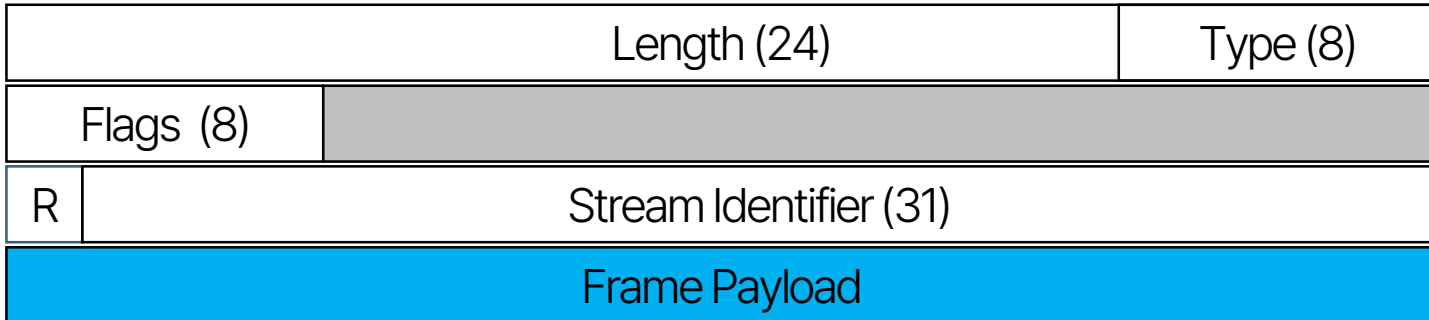 Length (24) Type (8)
Flags (8)
R Stream Identifier (31)
Frame Payload